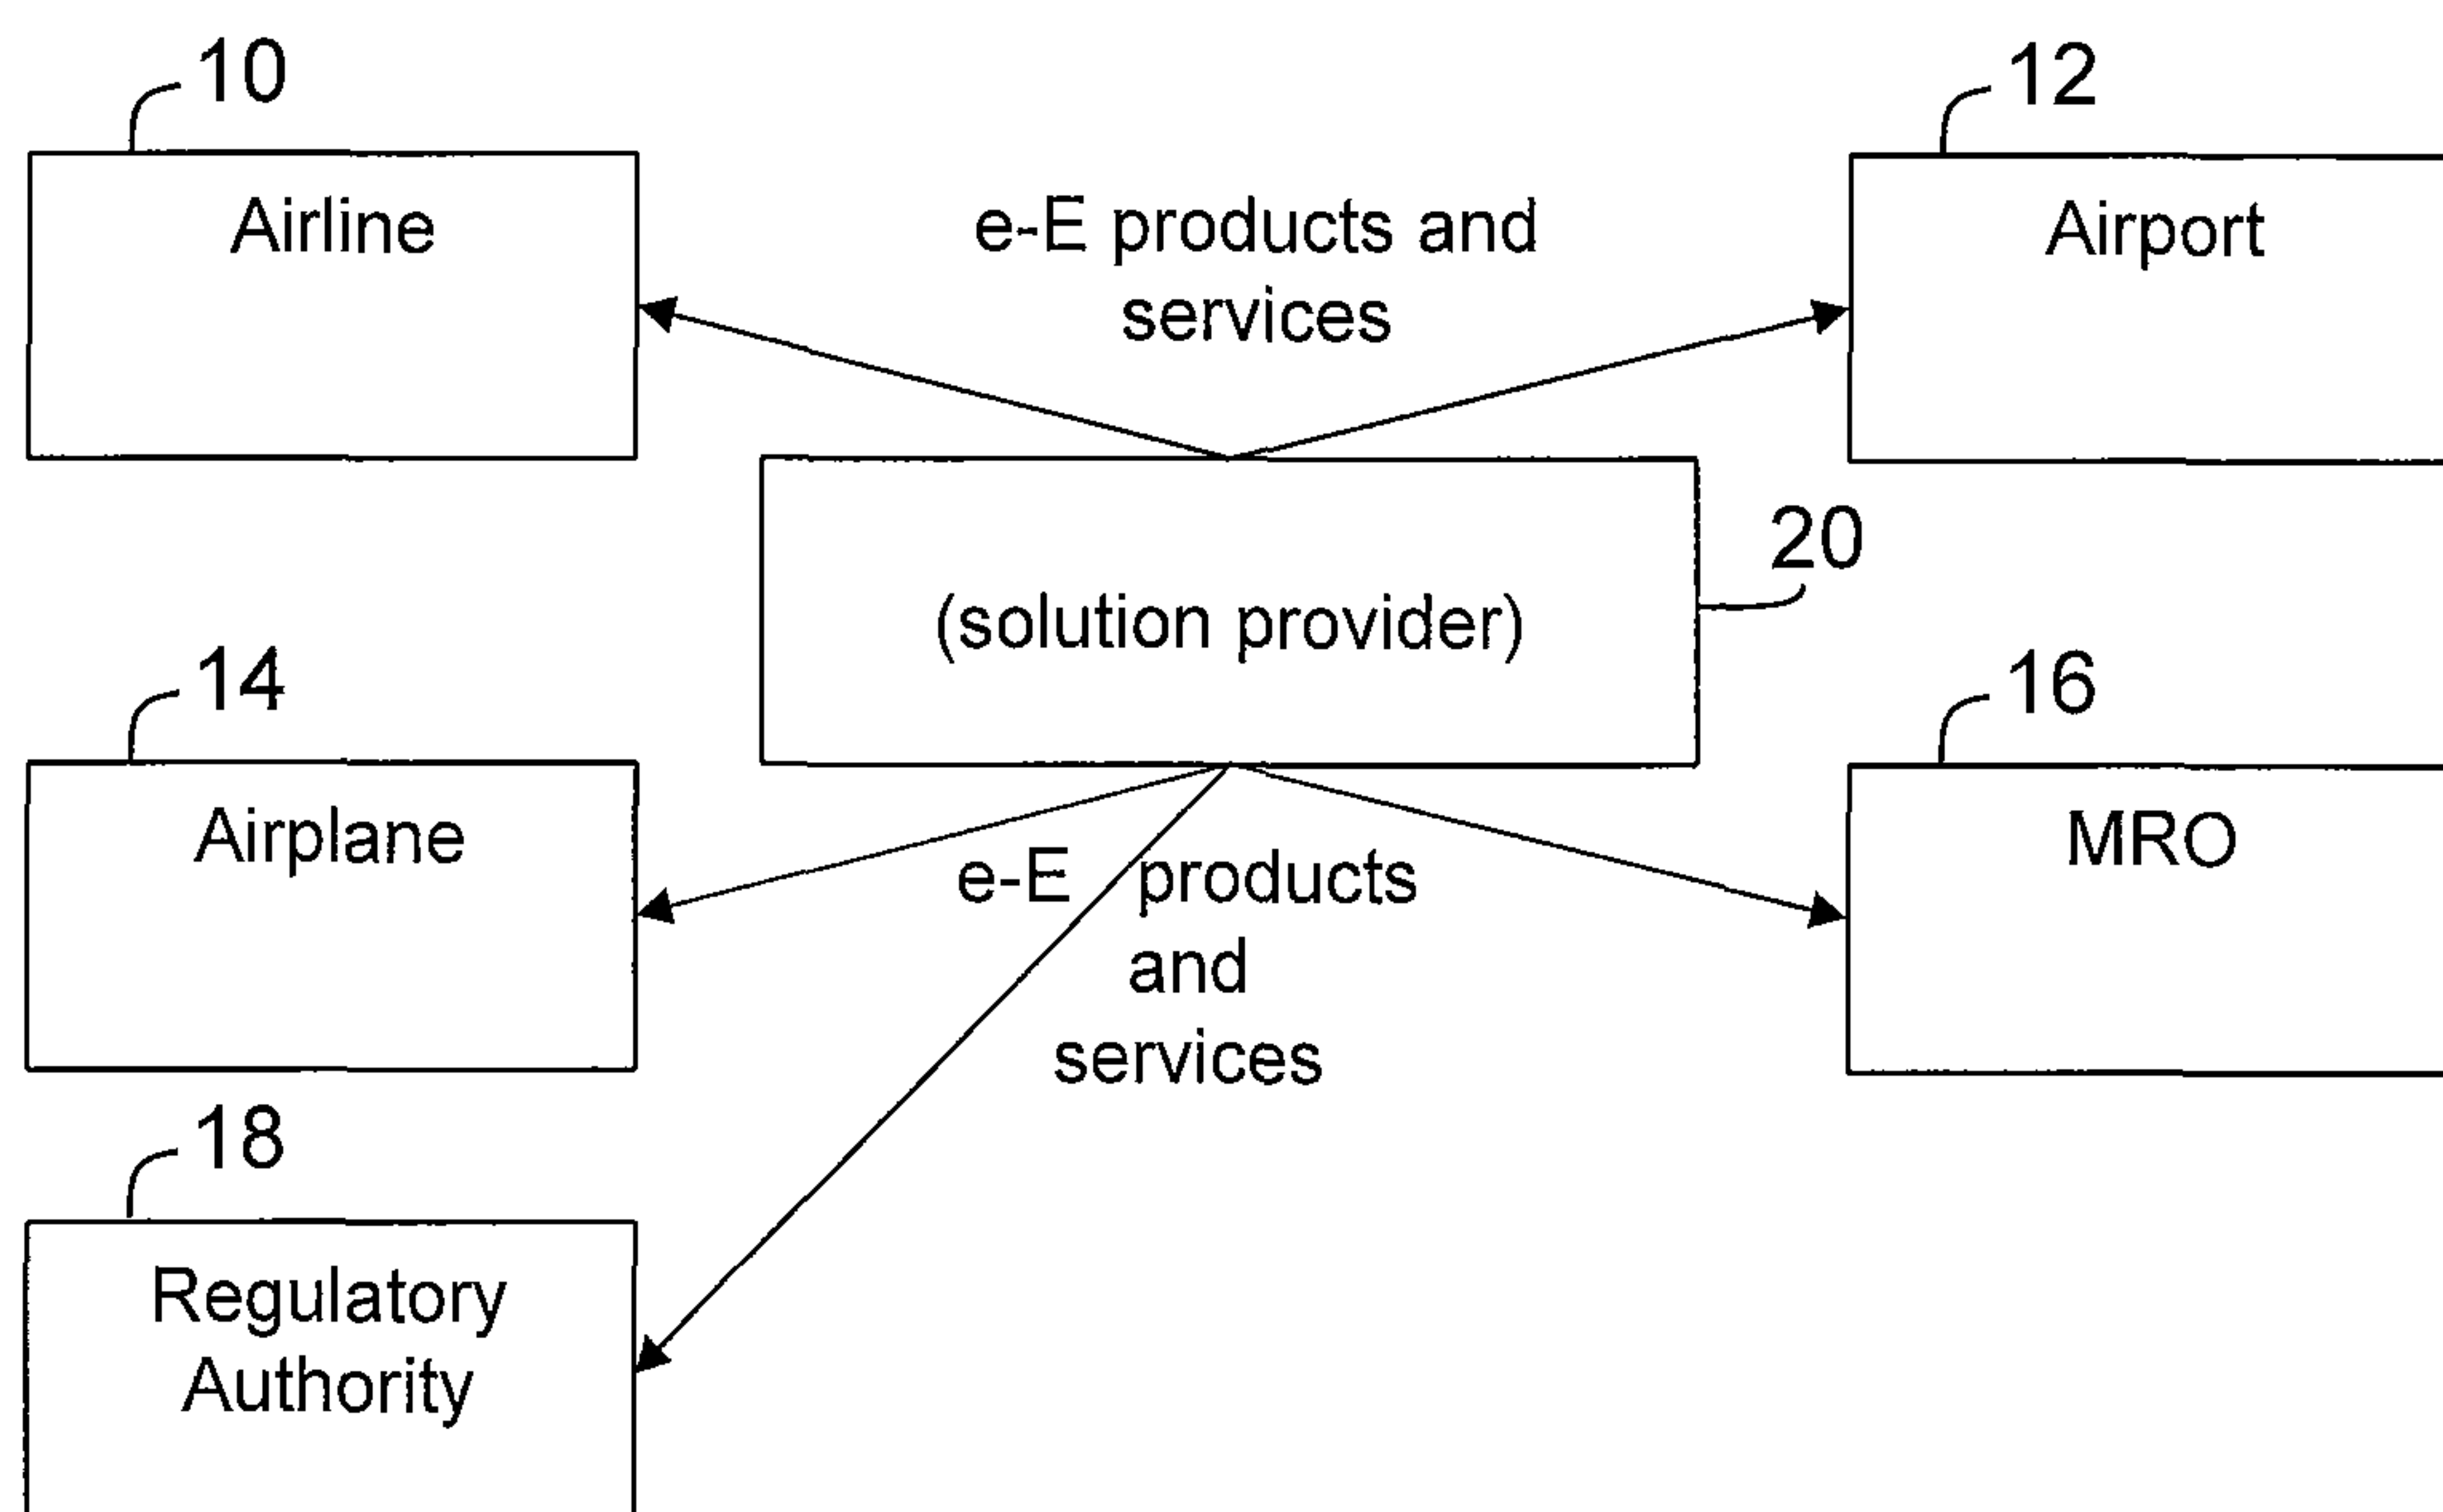 10
12
Airline
e-E products and
services
Airport
(solution provider)
20
14
16
Airplane
e-E products
and
services
MRO
18
Regulatory
Authority